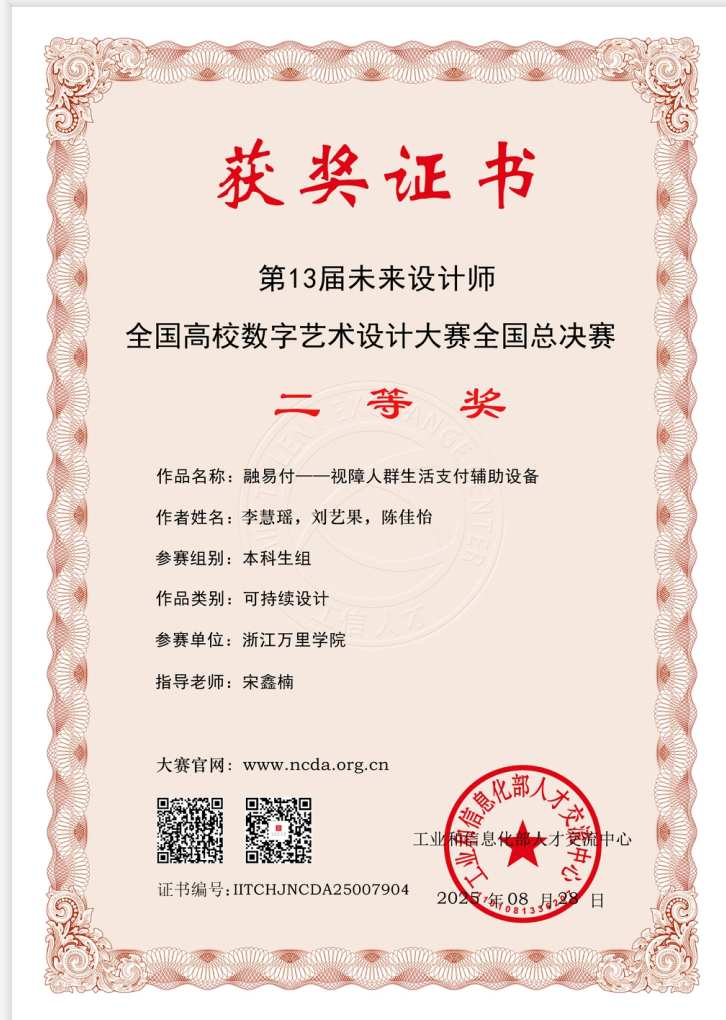 获奖证书
第13届未来设计师
全国高校数字艺术设计大赛全国总决赛
二等奖
作品名称：融易付——视障人群生活支付辅助设备
作者姓名：李慧瑶，刘艺果，陈佳怡
参赛组别：本科生组
作品类别：可持续设计
参赛单位：浙江万里学院
指导老师：宋鑫楠
大赛官网：www.ncda.org.cn
工业和信息化部人才交流中心
工业和信息化部人才交流中心
证书编号:IITCHJNCDA25007904
2025 年 08 月 28 日